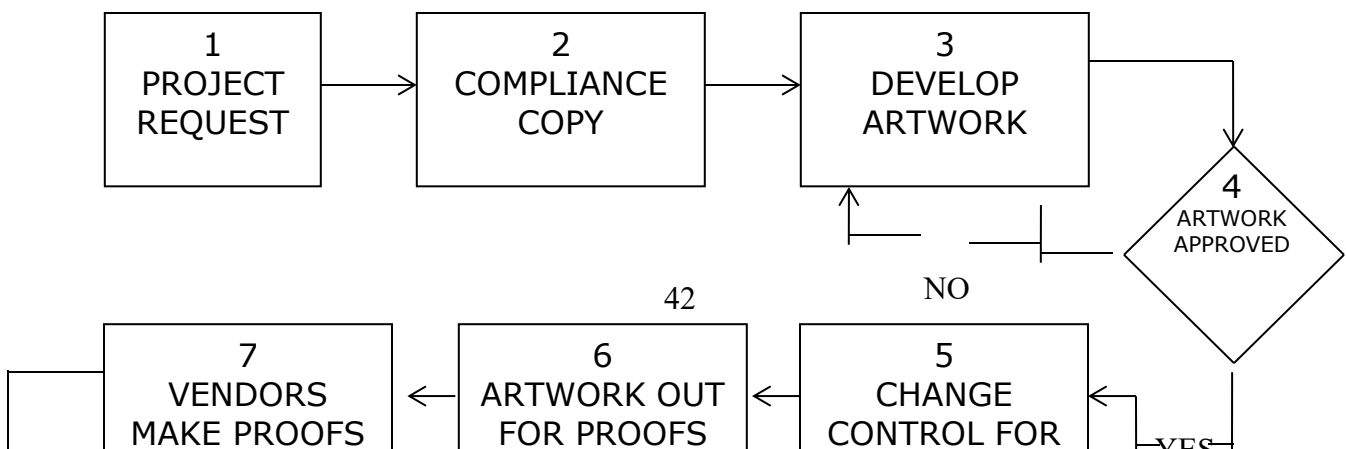 1
PROJECT
REQUEST
2
COMPLIANCE
COPY
3
DEVELOP
ARTWORK
4
ARTWORK
APPROVED
NO
42
7
VENDORS
MAKE PROOFS
6
ARTWORK OUT
FOR PROOFS
5
CHANGE
CONTROL FOR
YES